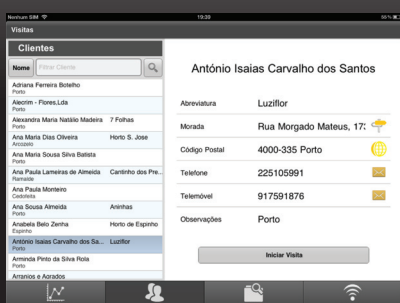 Nenhum SIM 19:39 95%
Visitas
Clientes
Nome Filtrar Cliente
Adriana Ferreira Botelho
Porto
Alecrim - Flores,Lda
Porto
Alexandra Maria Natálio Madeira 7 Folhas
Porto
Ana Maria Dias Oliveira Horto S. Jose
Arcozelo
Ana Maria Sousa Silva Batista
Porto
Ana Paula Lameiras de Almeida Cantinho dos Pre...
Ramalde
Ana Paula Monteiro
Cedofeita
Ana Sousa Almeida Aninhas
Porto
Anabela Belo Zenha Horto de Espinho
Espinho
António Isaias Carvalho dos Sa... Luziflor
Porto
Arminda Pinto da Silva Rola
Porto
Arranjos e Agrados
António Isaias Carvalho dos Santos
Abreviatura Luziflor
Morada Rua Morgado Mateus, 17
Código Postal 4000-335 Porto
Telefone 225105991
Telemóvel 917591876
Observações Porto
Iniciar Visita